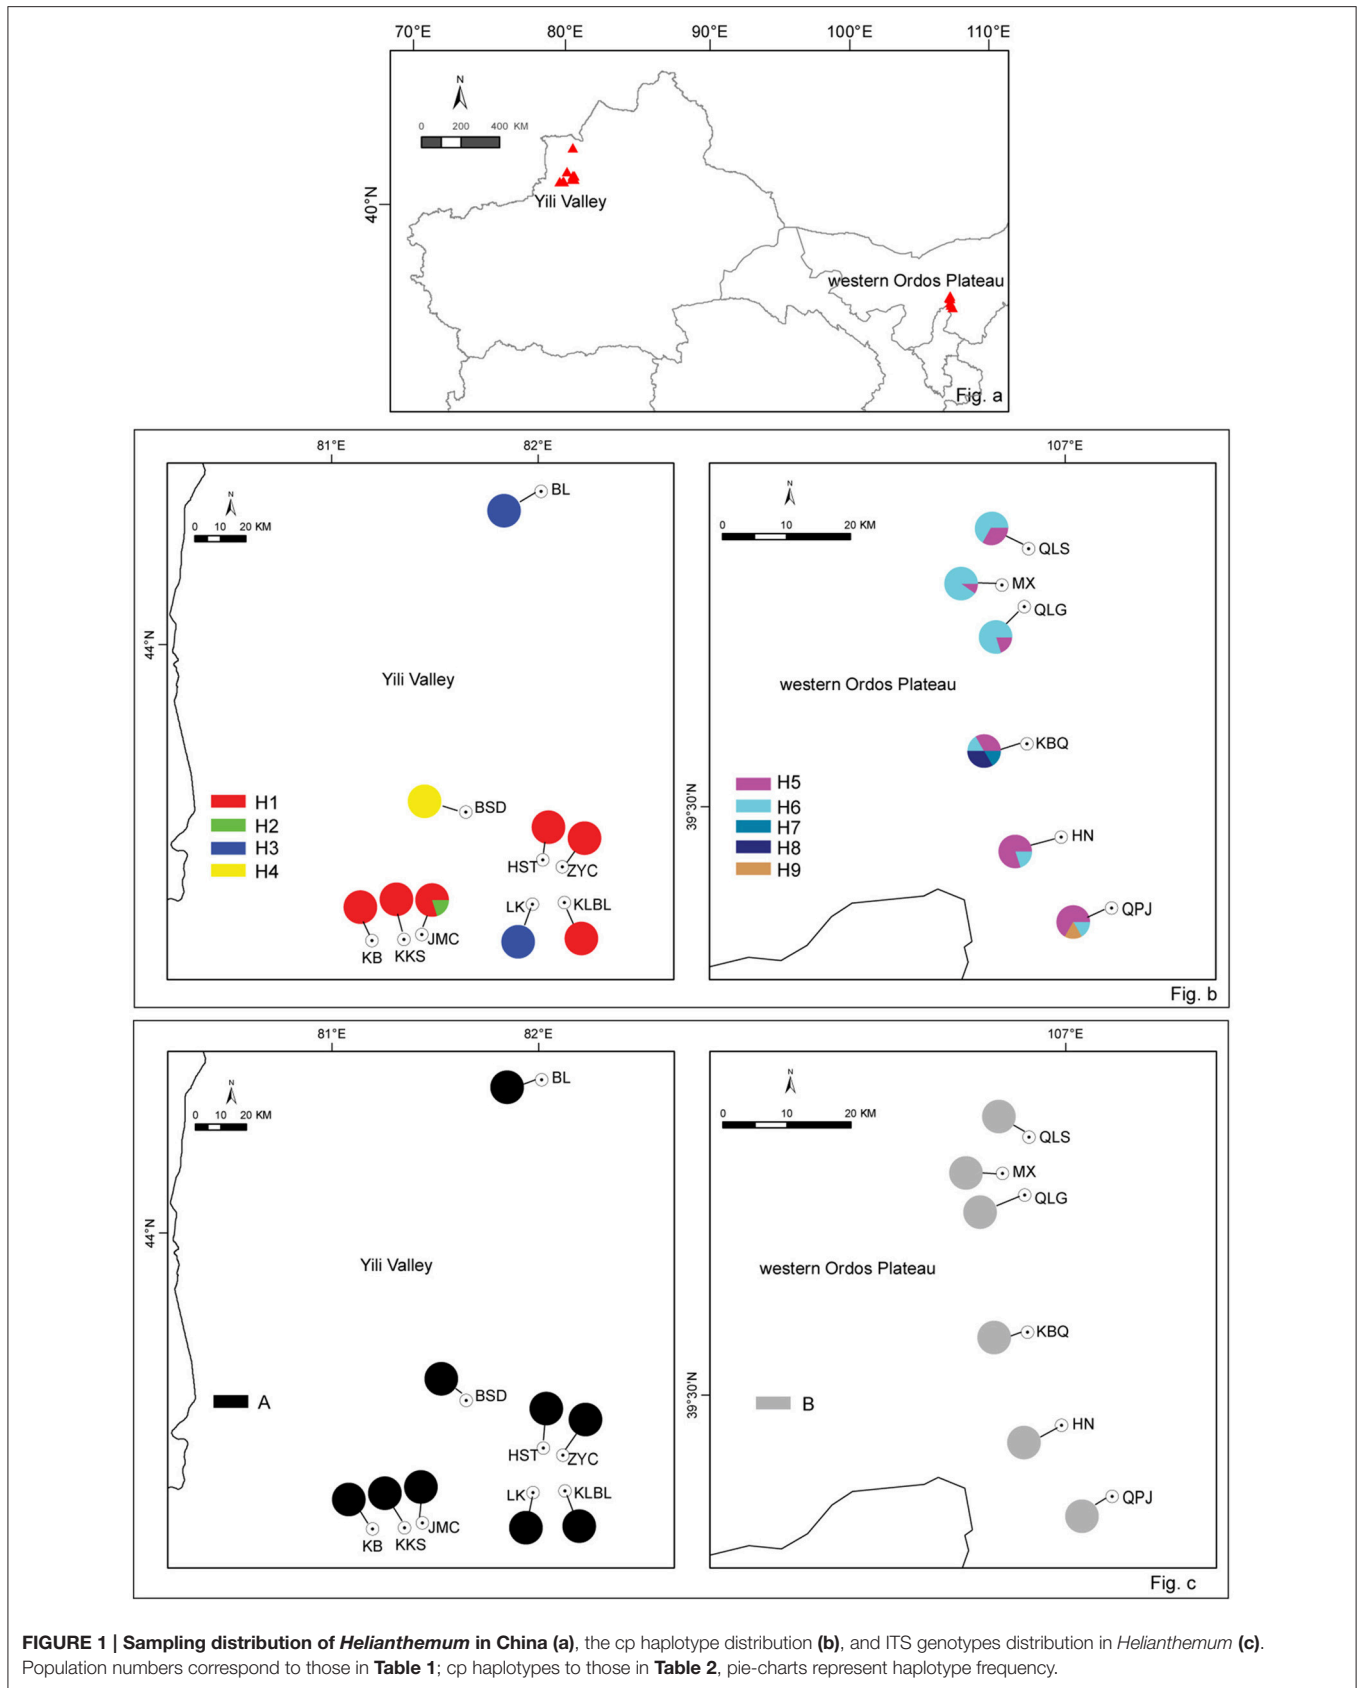 70°E 80°E 90°E 100°E 110°E
N
0 200 400 KM
40°N
Yili Valley
western Ordos Plateau
Fig. a
81°E 82°E 107°E
N
0 10 20 KM
BL
44°N
Yili Valley
BSD
H1
H2
H3
H4
HST ZYC
LK KLBL
KB KKS JMC
N
0 10 20 KM
QLS
MX
QLG
western Ordos Plateau
KBQ
39°30'N
H5
H6
H7
H8
H9
HN
QPJ
Fig. b
81°E 82°E 107°E
N
0 10 20 KM
BL
44°N
Yili Valley
BSD
A
HST ZYC
LK KLBL
KB KKS JMC
N
0 10 20 KM
QLS
MX
QLG
western Ordos Plateau
KBQ
39°30'N
B
HN
QPJ
Fig. c
FIGURE 1 | Sampling distribution of Helianthemum in China (a), the cp haplotype distribution (b), and ITS genotypes distribution in Helianthemum (c).
Population numbers correspond to those in Table 1; cp haplotypes to those in Table 2, pie-charts represent haplotype frequency.